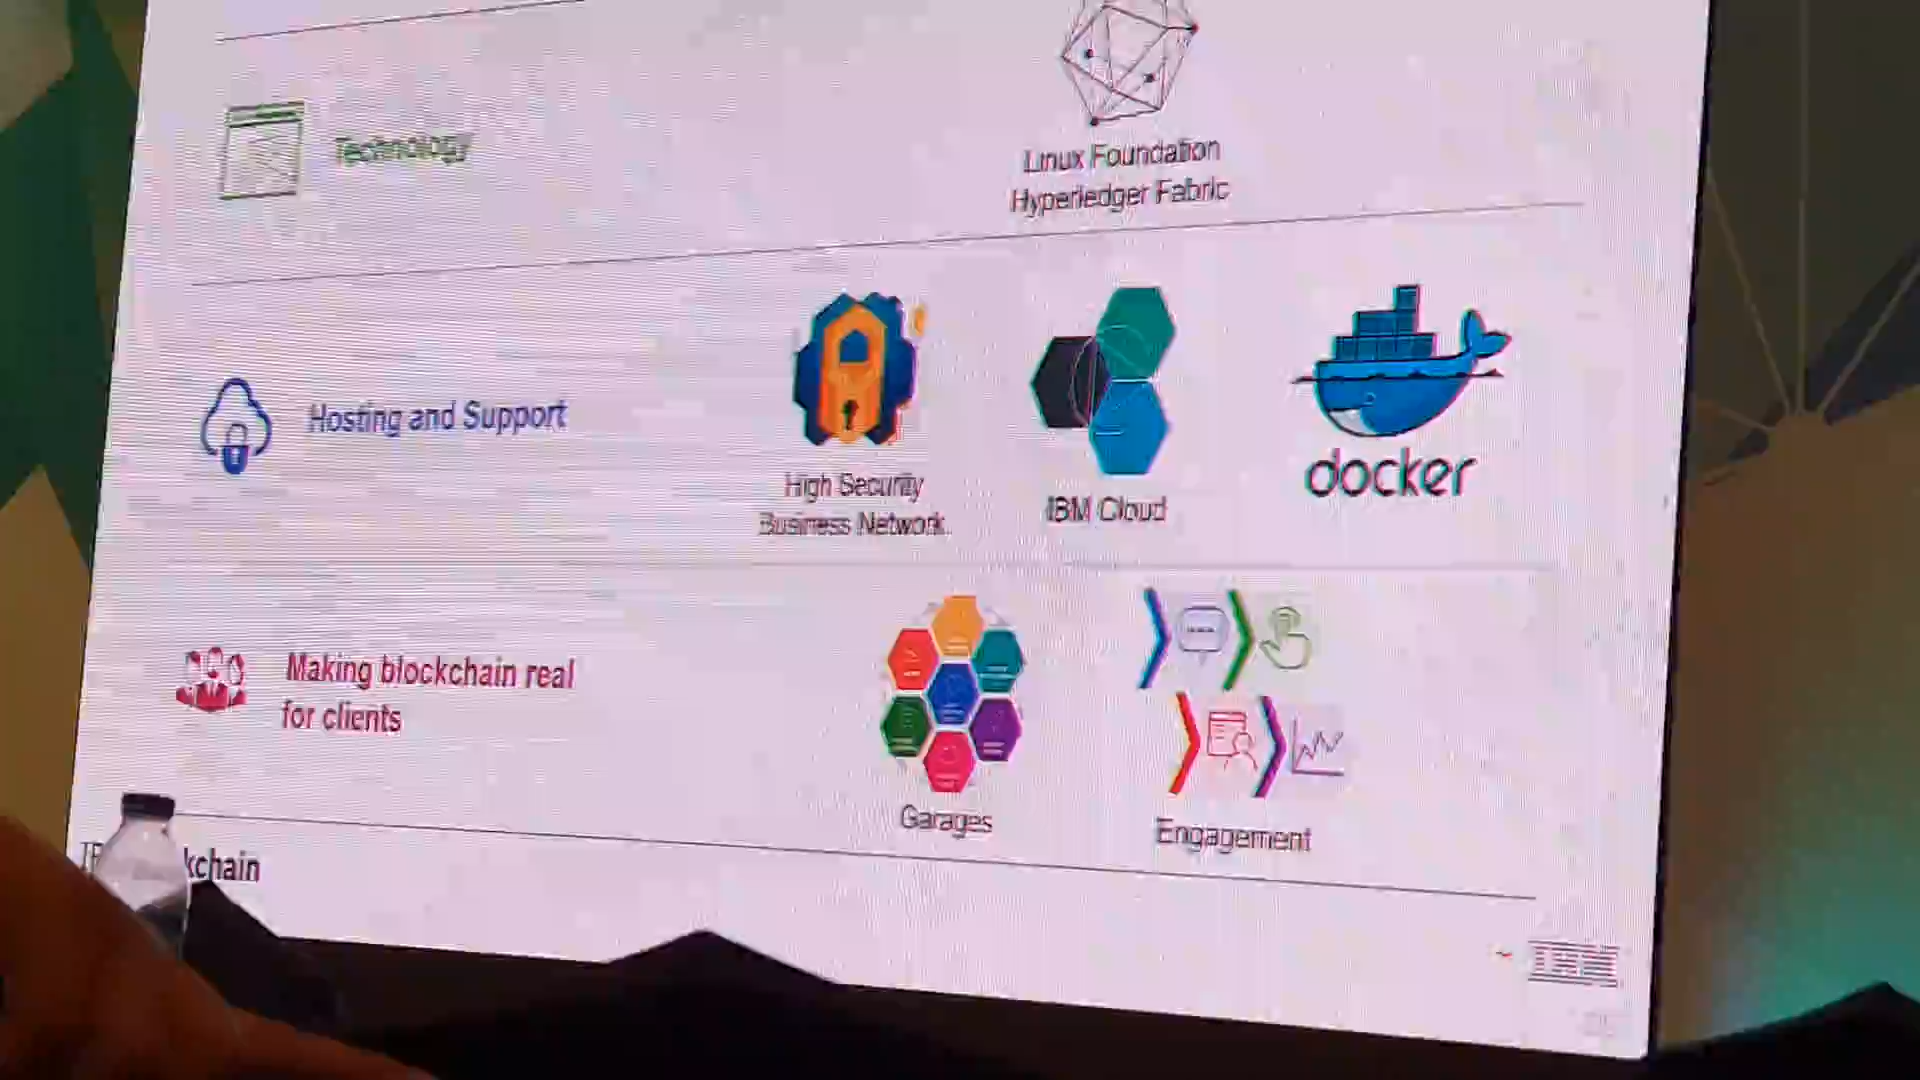 Technology
Linux Foundation
Hyperledger Fabric
Hosting and Support
High Security
Business Network
IBM Cloud
docker
Making blockchain real
for clients
Garages
Engagement
kchain
IBM